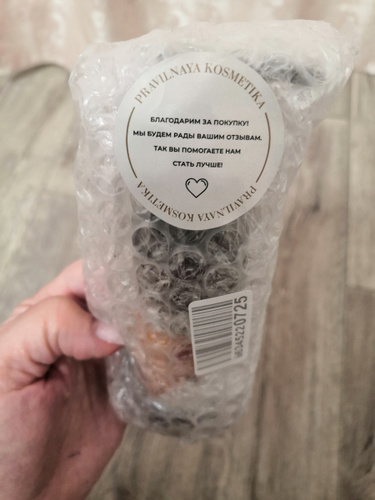 PRAVILNAYA KOSMETIKA
БЛАГОДАРИМ ЗА ПОКУПКУ!
МЫ БУДЕМ РАДЫ ВАШИМ ОТЗЫВАМ.
ТАК ВЫ ПОМОГАЕТЕ НАМ
СТАТЬ ЛУЧШЕ!
PRAVILNAYA KOSMETIKA